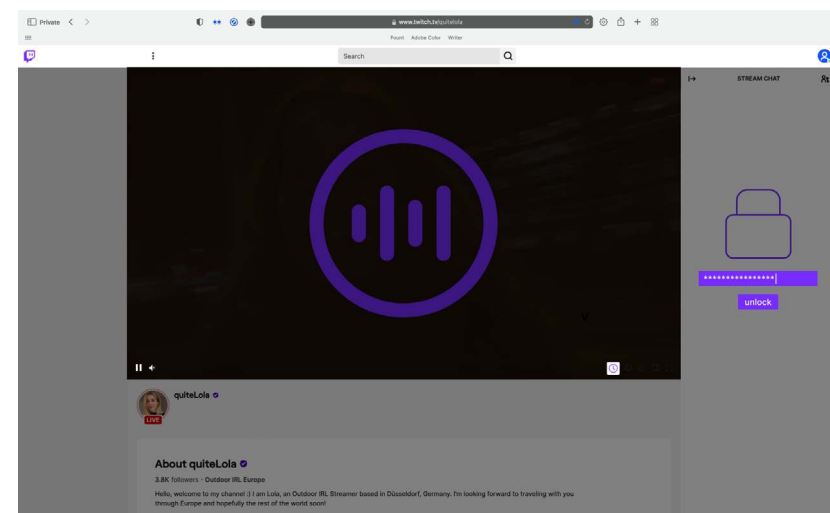 Private
www.twitch.tv/quitelola
Fount Adobe Color Writer
Search
STREAM CHAT
****************
unlock
quiteLola
LIVE
About quiteLola
3.8K followers · Outdoor IRL Europe
Hello, welcome to my channel :) I am Lola, an Outdoor IRL Streamer based in Düsseldorf, Germany. I'm looking forward to traveling with you
through Europe and hopefully the rest of the world soon!